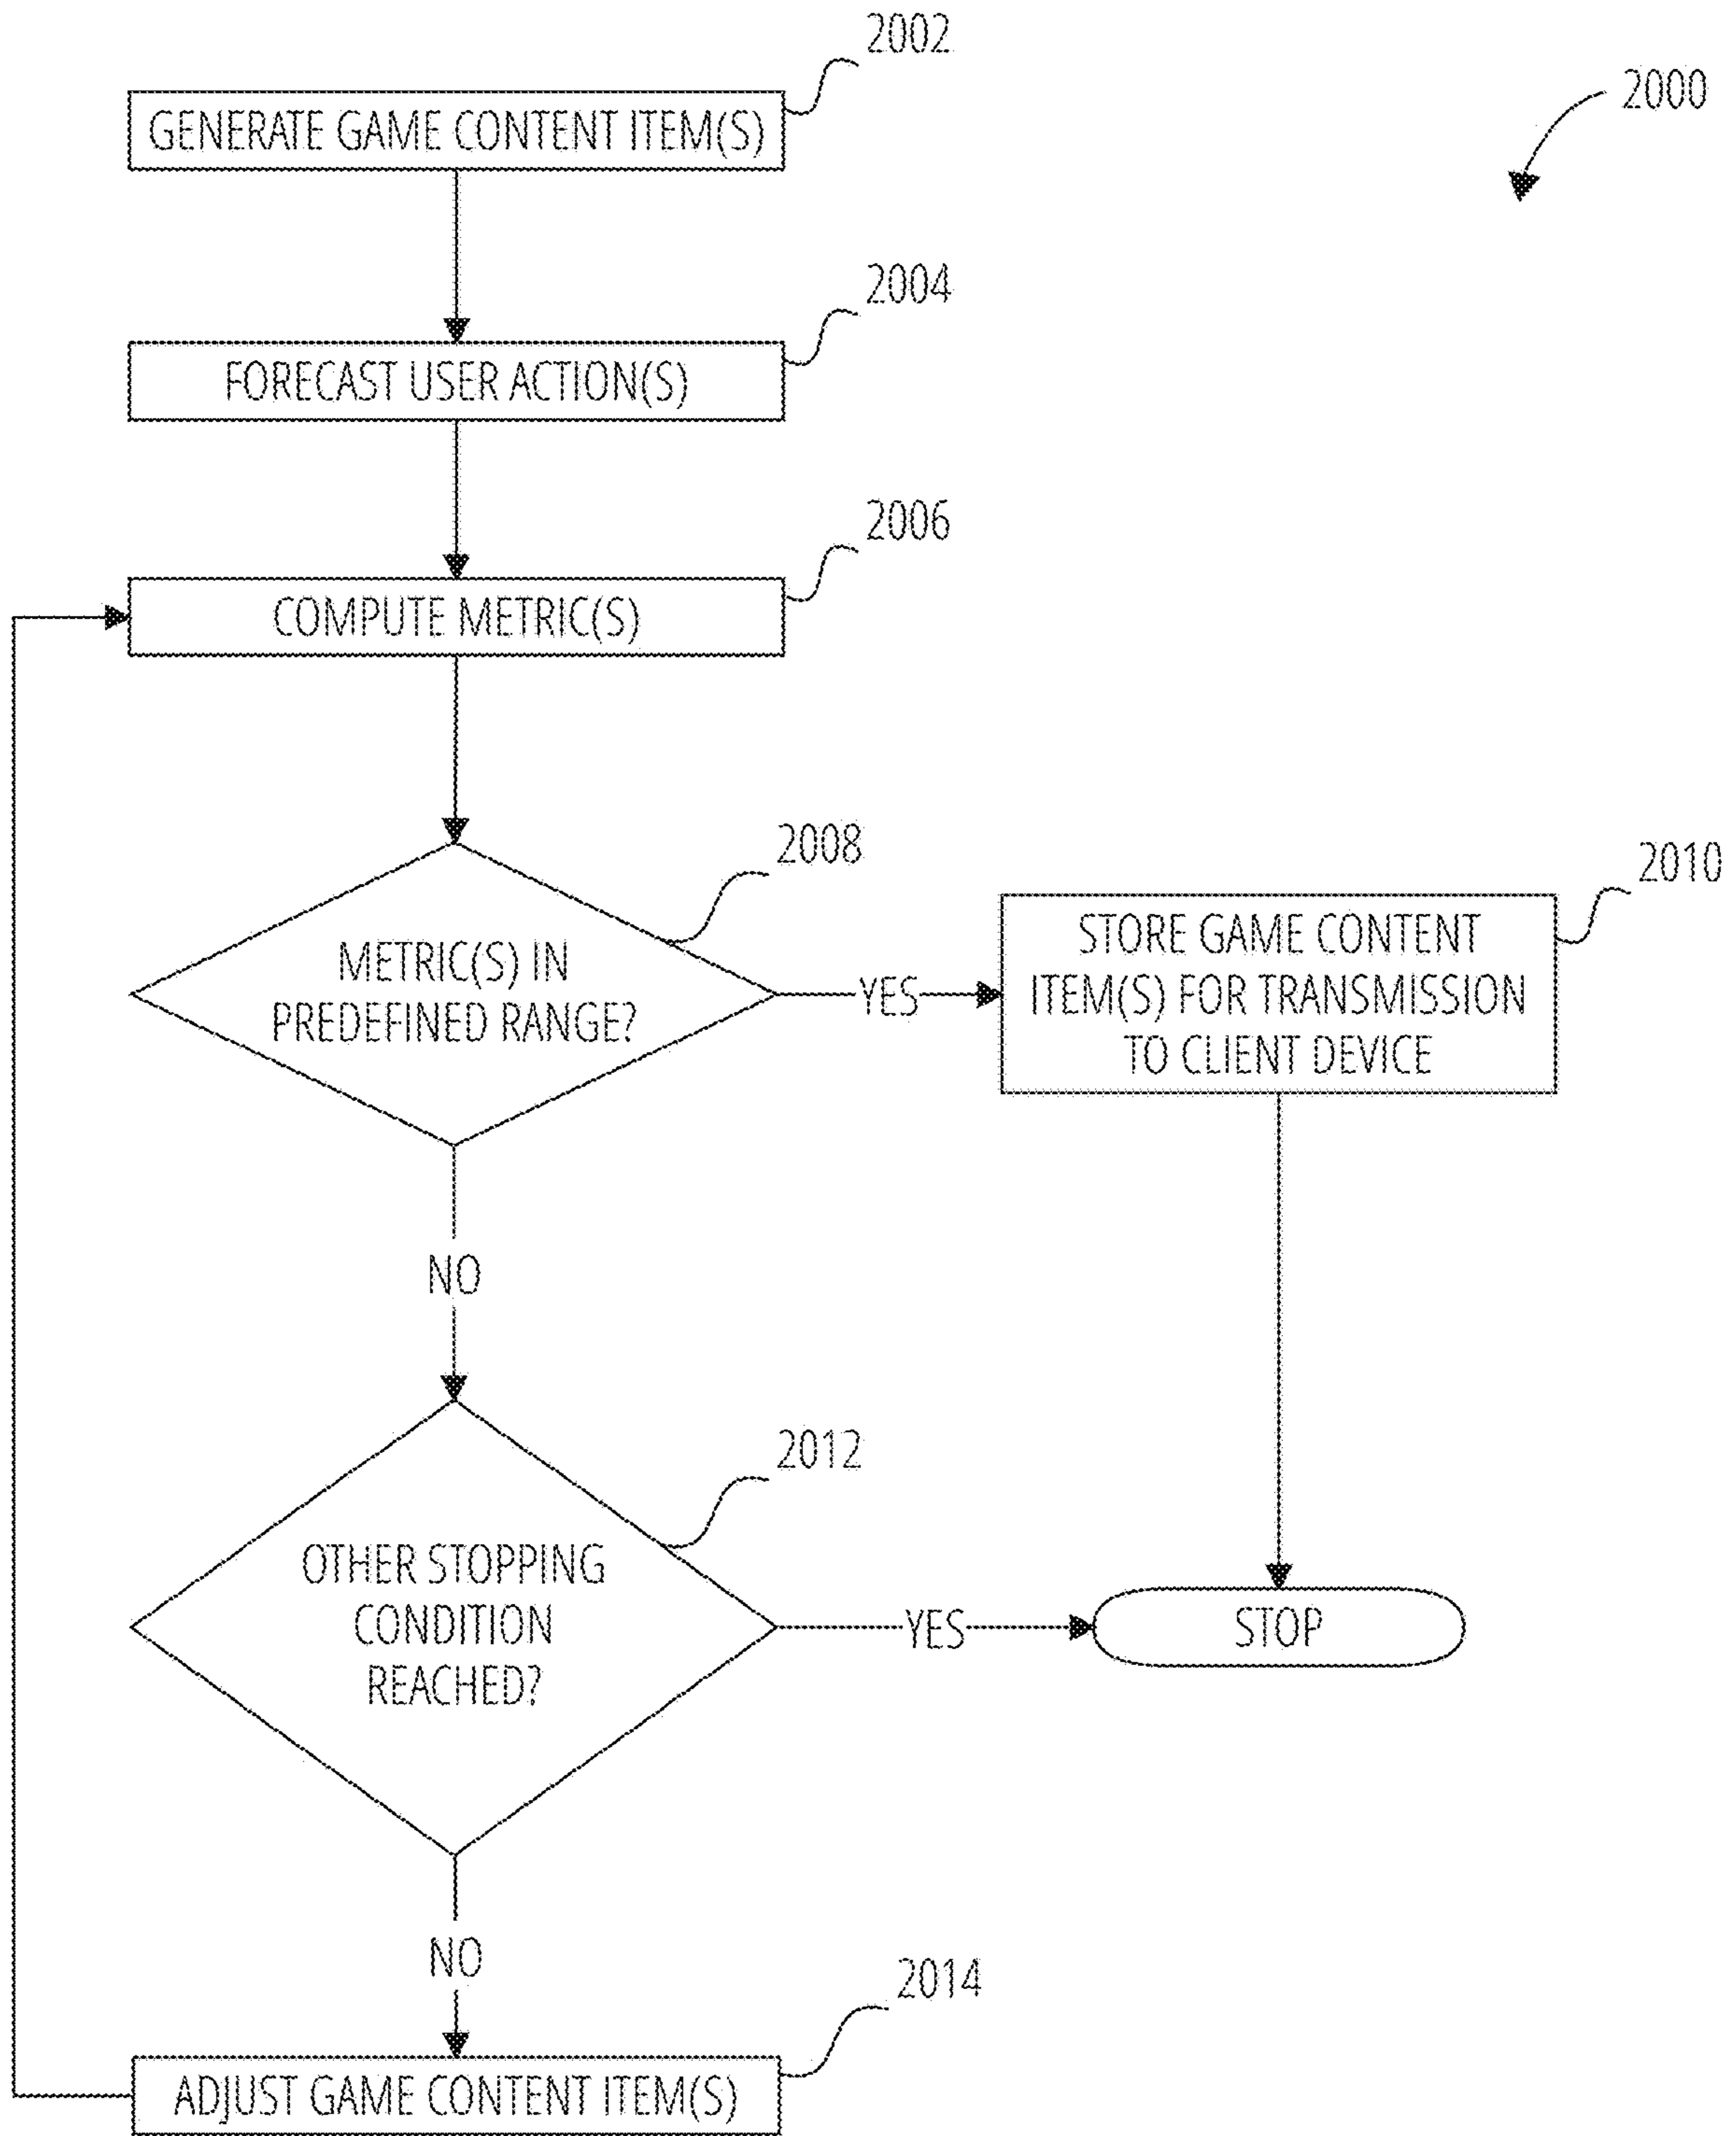 2002
2000
GENERATE GAME CONTENT ITEM(S)
2004
FORECAST USER ACTION(S)
2006
COMPUTE METRIC(S)
2008
2010
METRIC(S) IN
PREDEFINED RANGE?
YES
STORE GAME CONTENT
ITEM(S) FOR TRANSMISSION
TO CLIENT DEVICE
NO
2012
OTHER STOPPING
CONDITION
REACHED?
YES
STOP
NO
2014
ADJUST GAME CONTENT ITEM(S)